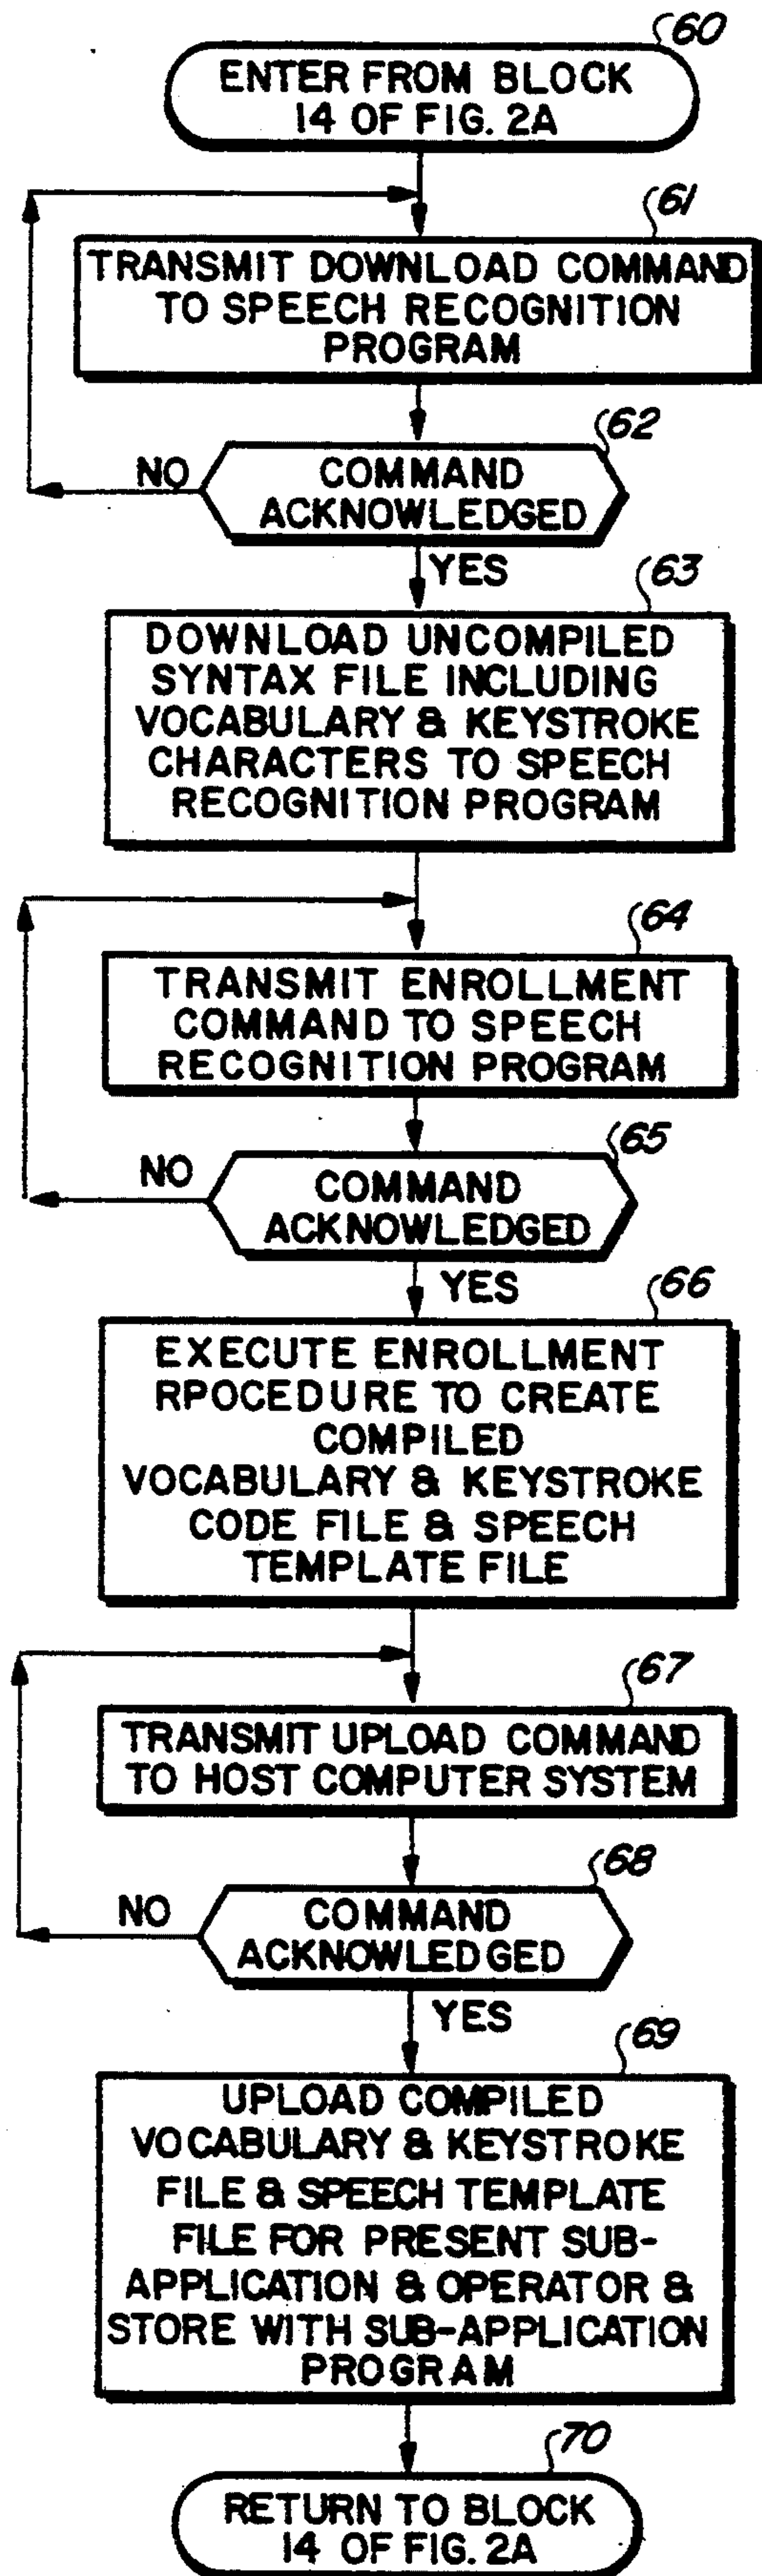 60
ENTER FROM BLOCK
14 OF FIG. 2A
61
TRANSMIT DOWNLOAD COMMAND
TO SPEECH RECOGNITION
PROGRAM
62
COMMAND
ACKNOWLEDGED
NO
YES
63
DOWNLOAD UNCOMPILED
SYNTAX FILE INCLUDING
VOCABULARY & KEYSTROKE
CHARACTERS TO SPEECH
RECOGNITION PROGRAM
64
TRANSMIT ENROLLMENT
COMMAND TO SPEECH
RECOGNITION PROGRAM
65
NO
COMMAND
ACKNOWLEDGED
YES
66
EXECUTE ENROLLMENT
RPOCEDURE TO CREATE
COMPILED
VOCABULARY & KEYSTROKE
CODE FILE & SPEECH
TEMPLATE FILE
67
TRANSMIT UPLOAD COMMAND
TO HOST COMPUTER SYSTEM
68
NO
COMMAND
ACKNOWLEDGED
YES
69
UPLOAD COMPILED
VOCABULARY & KEYSTROKE
FILE & SPEECH TEMPLATE
FILE FOR PRESENT SUB-
APPLICATION & OPERATOR &
STORE WITH SUB-APPLICATION
PROGRAM
70
RETURN TO BLOCK
14 OF FIG. 2A